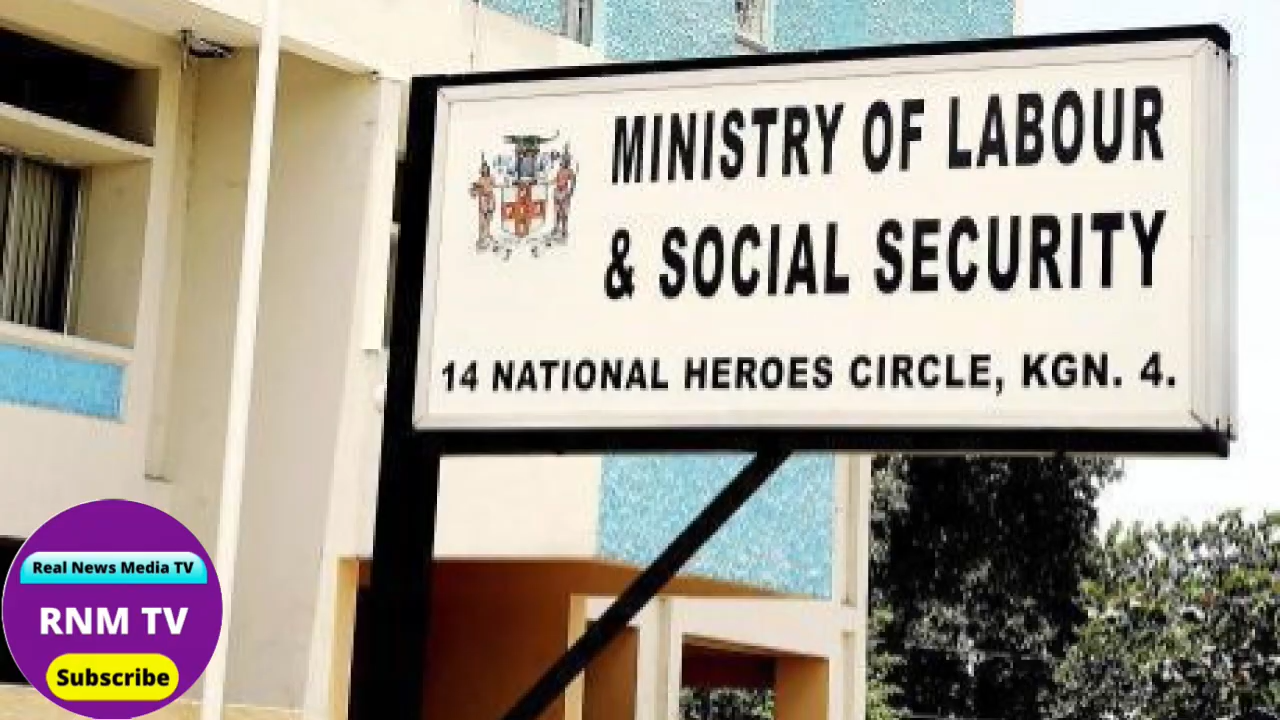 MINISTRY OF LABOUR
& SOCIAL SECURITY
14 NATIONAL HEROES CIRCLE, KGN. 4.
Real News Media TV
RNM TV
Subscribe